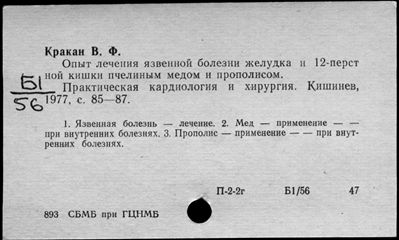 Кракан В. Ф.
Опыт лечения язвенной болезни желудка и 12-перст
ной кишки пчелиным медом и прополисом.
Б1
56
Практическая кардиология и хирургия. Кишинев,
1977, с. 85—87.
1. Язвенная болезнь — лечение. 2. Мед — применение — —
при внутренних болезнях. 3. Прополис — применение — — при внут-
ренних болезнях.
П-2-2г Б1/56 47
893 СБМБ при ГЦНМБ